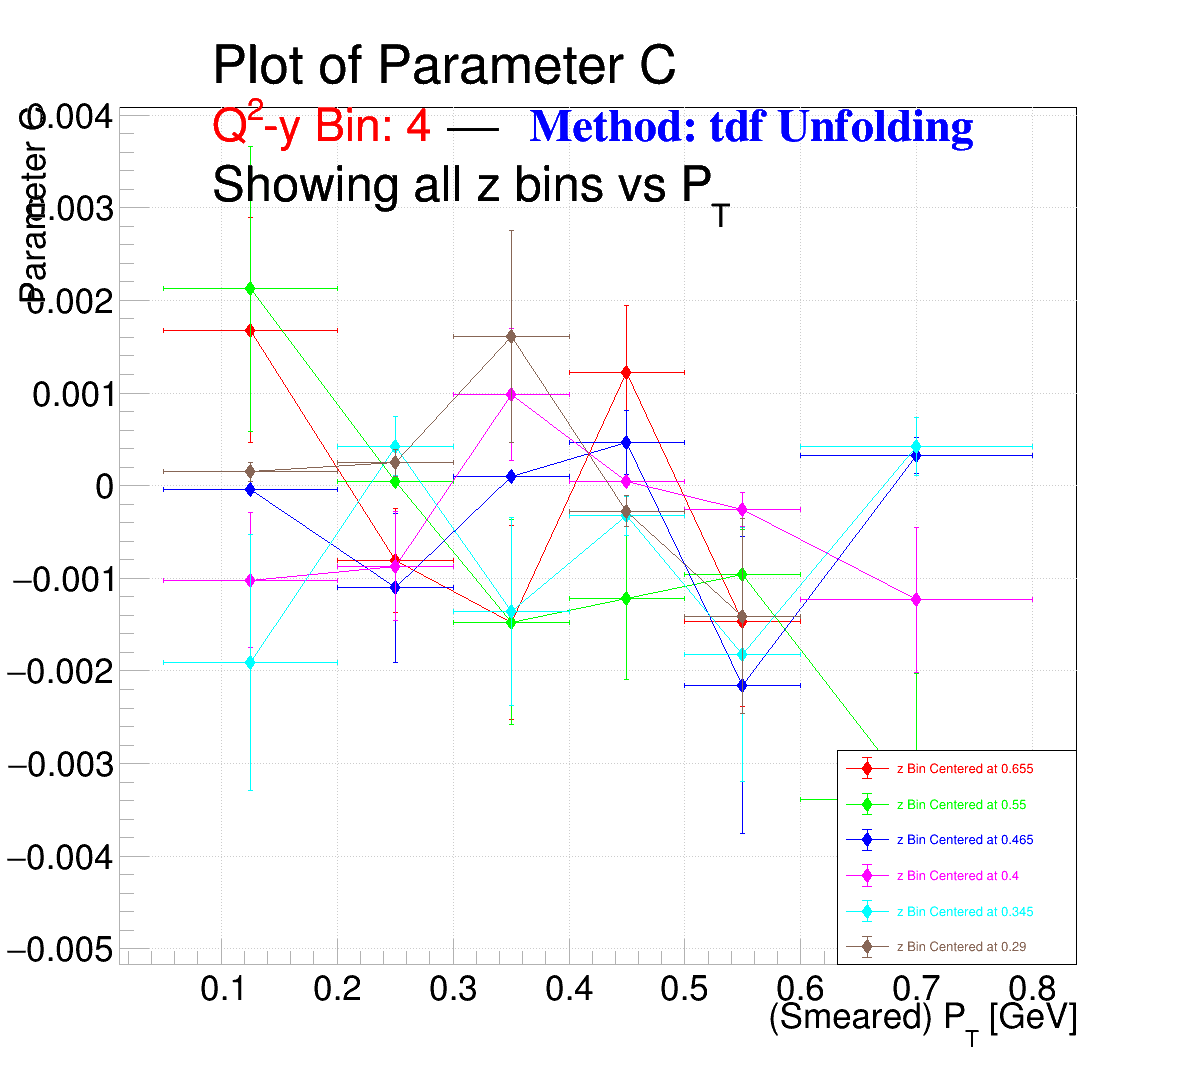 Plot of Parameter C
Q²-y Bin: 4 — Method: tdf Unfolding
Showing all z bins vs P_T
Parameter C
0.004
0.003
0.002
0.001
0
−0.001
−0.002
−0.003
−0.004
−0.005
z Bin Centered at 0.655
z Bin Centered at 0.55
z Bin Centered at 0.465
z Bin Centered at 0.4
z Bin Centered at 0.345
z Bin Centered at 0.29
0.1 0.2 0.3 0.4 0.5 0.6 0.7 0.8
(Smeared) P_T [GeV]